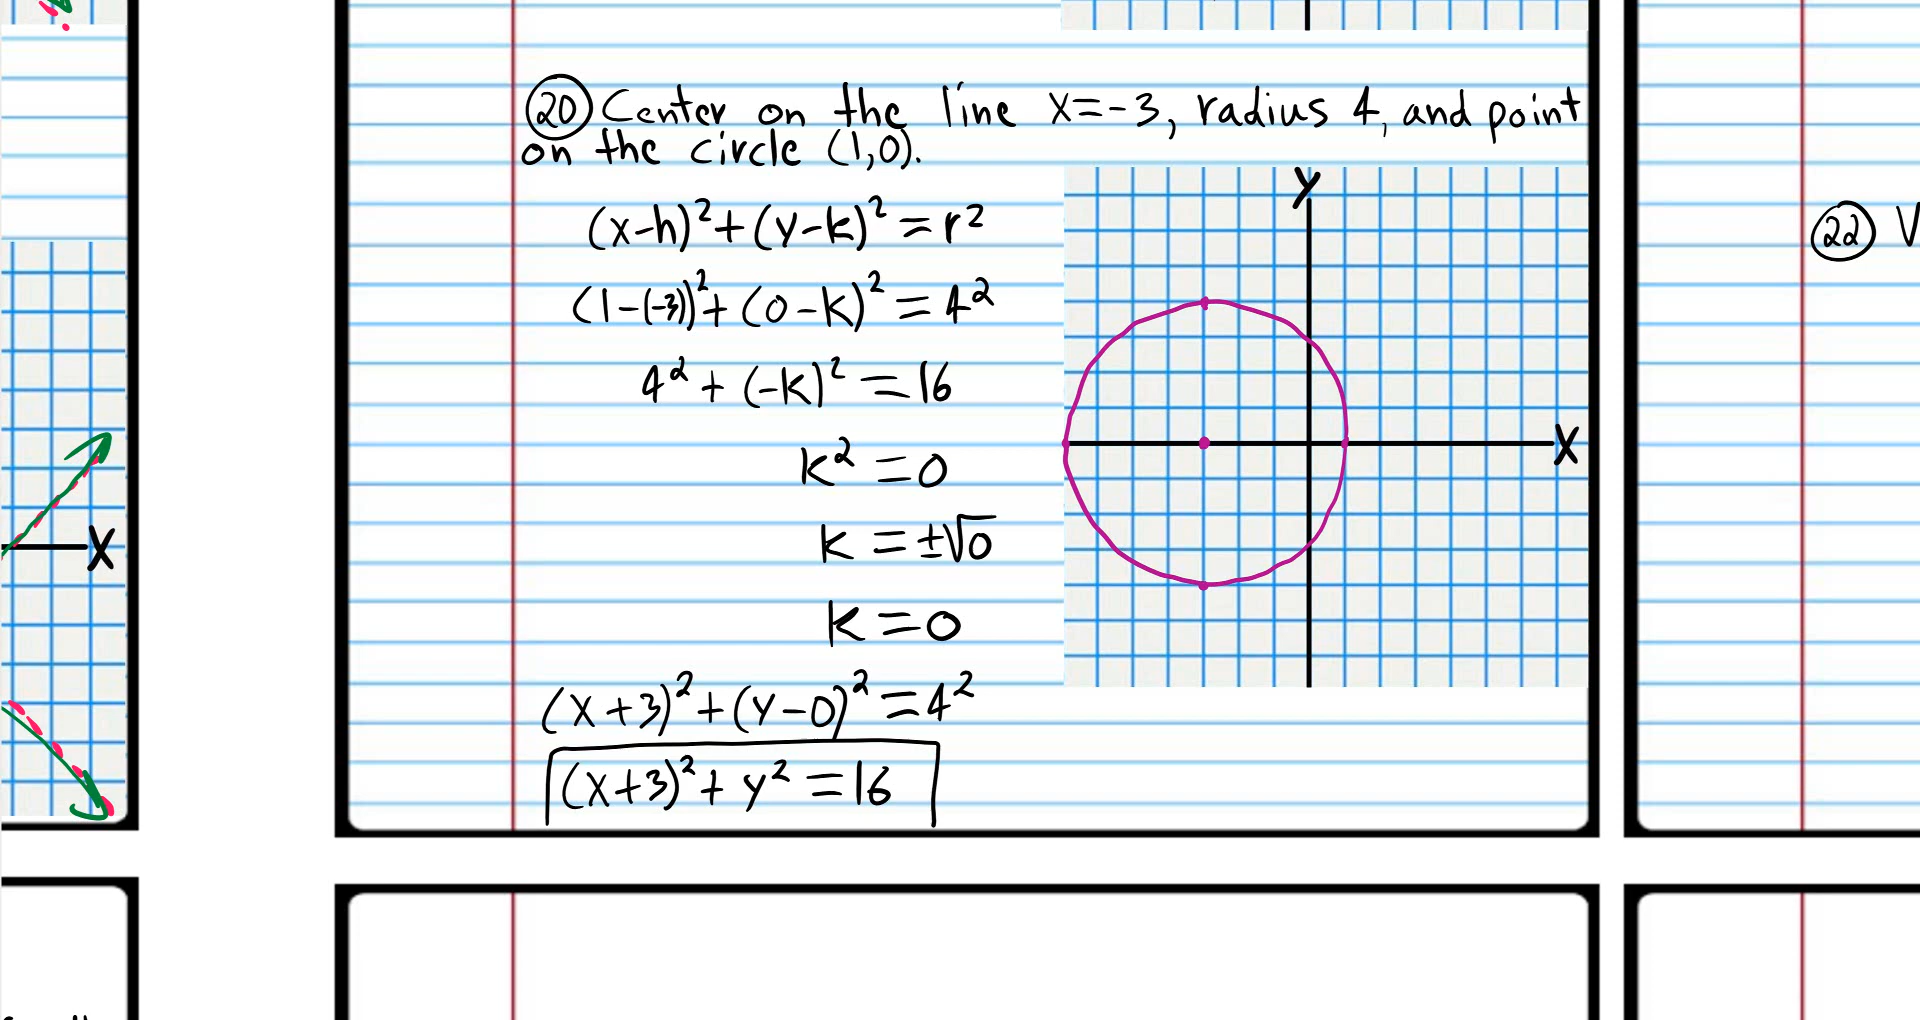 20 Center on the line x=-3, radius 4, and point
on the circle (1,0).
(x-h)²+(y-k)²=r²
(1-(-3))²+(0-k)²=4²
4²+(-k)²=16
k²=0
k=±√0
k=0
(x+3)²+(y-0)²=4²
(x+3)²+y²=16
y
x
x
22 V